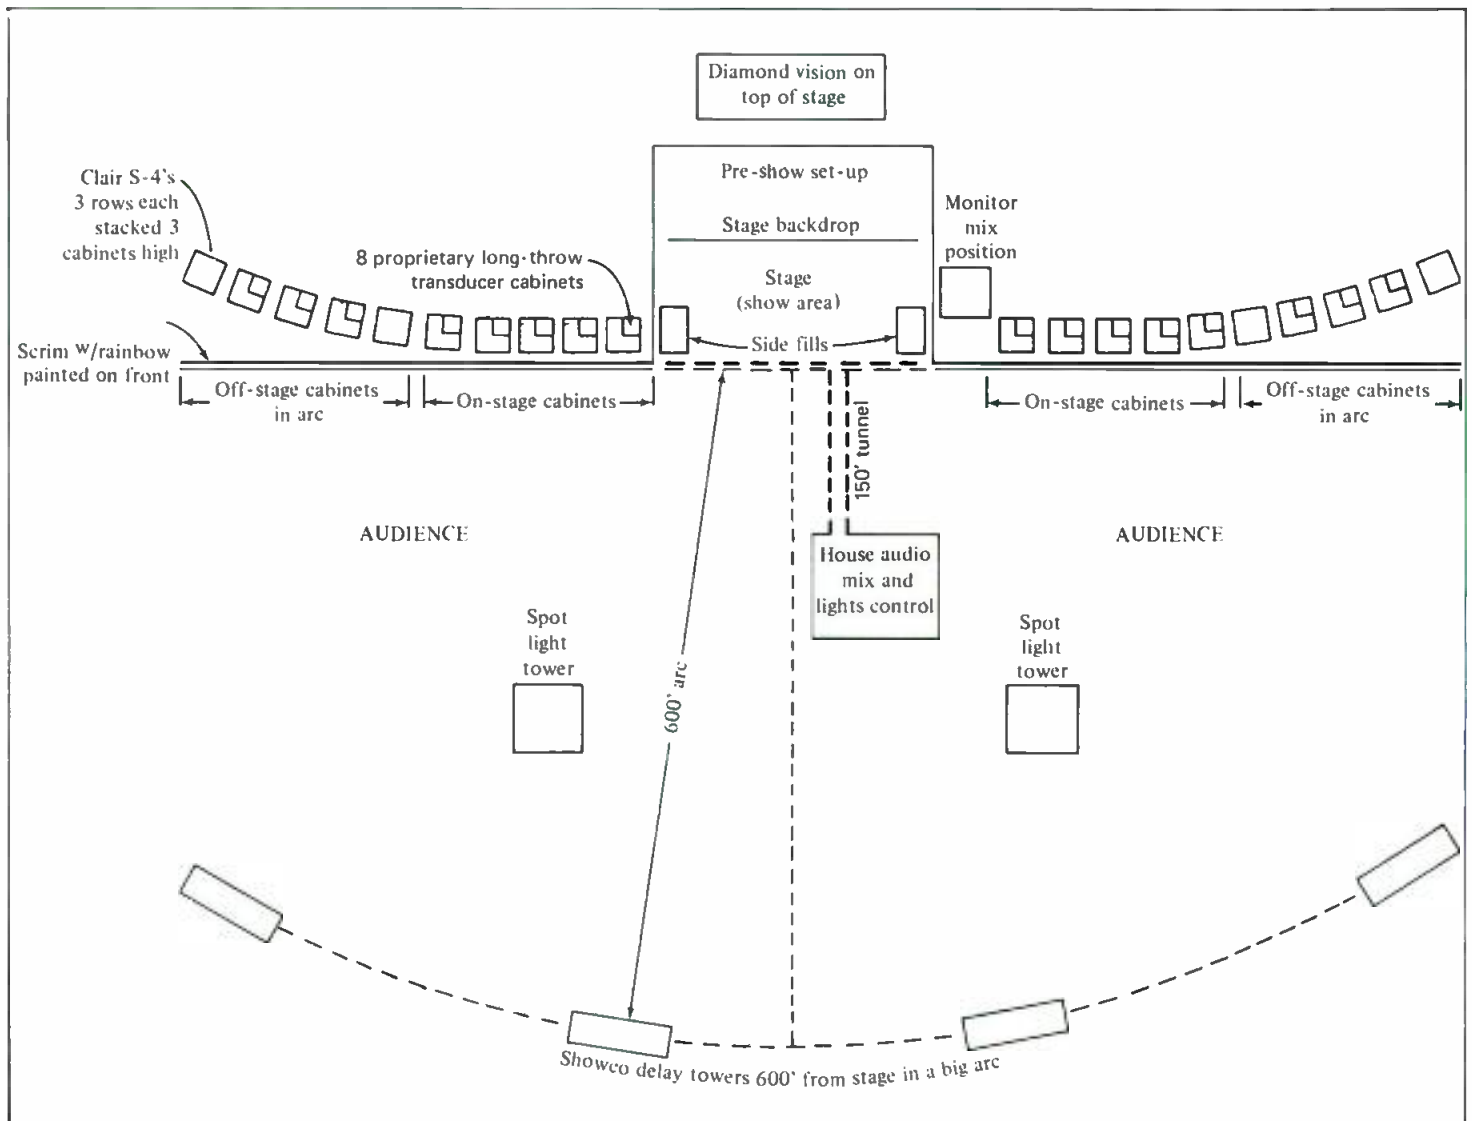 Diamond vision on
top of stage
Pre-show set-up
Stage backdrop
Stage
(show area)
Side fills
Clair S-4's
3 rows each
stacked 3
cabinets high
8 proprietary long-throw
transducer cabinets
Monitor
mix
position
Scrim w/rainbow
painted on front
Off-stage cabinets
in arc
On-stage cabinets
On-stage cabinets
Off-stage cabinets
in arc
150' tunnel
AUDIENCE
AUDIENCE
House audio
mix and
lights control
Spot
light
tower
Spot
light
tower
600' arc
Showco delay towers 600' from stage in a big arc